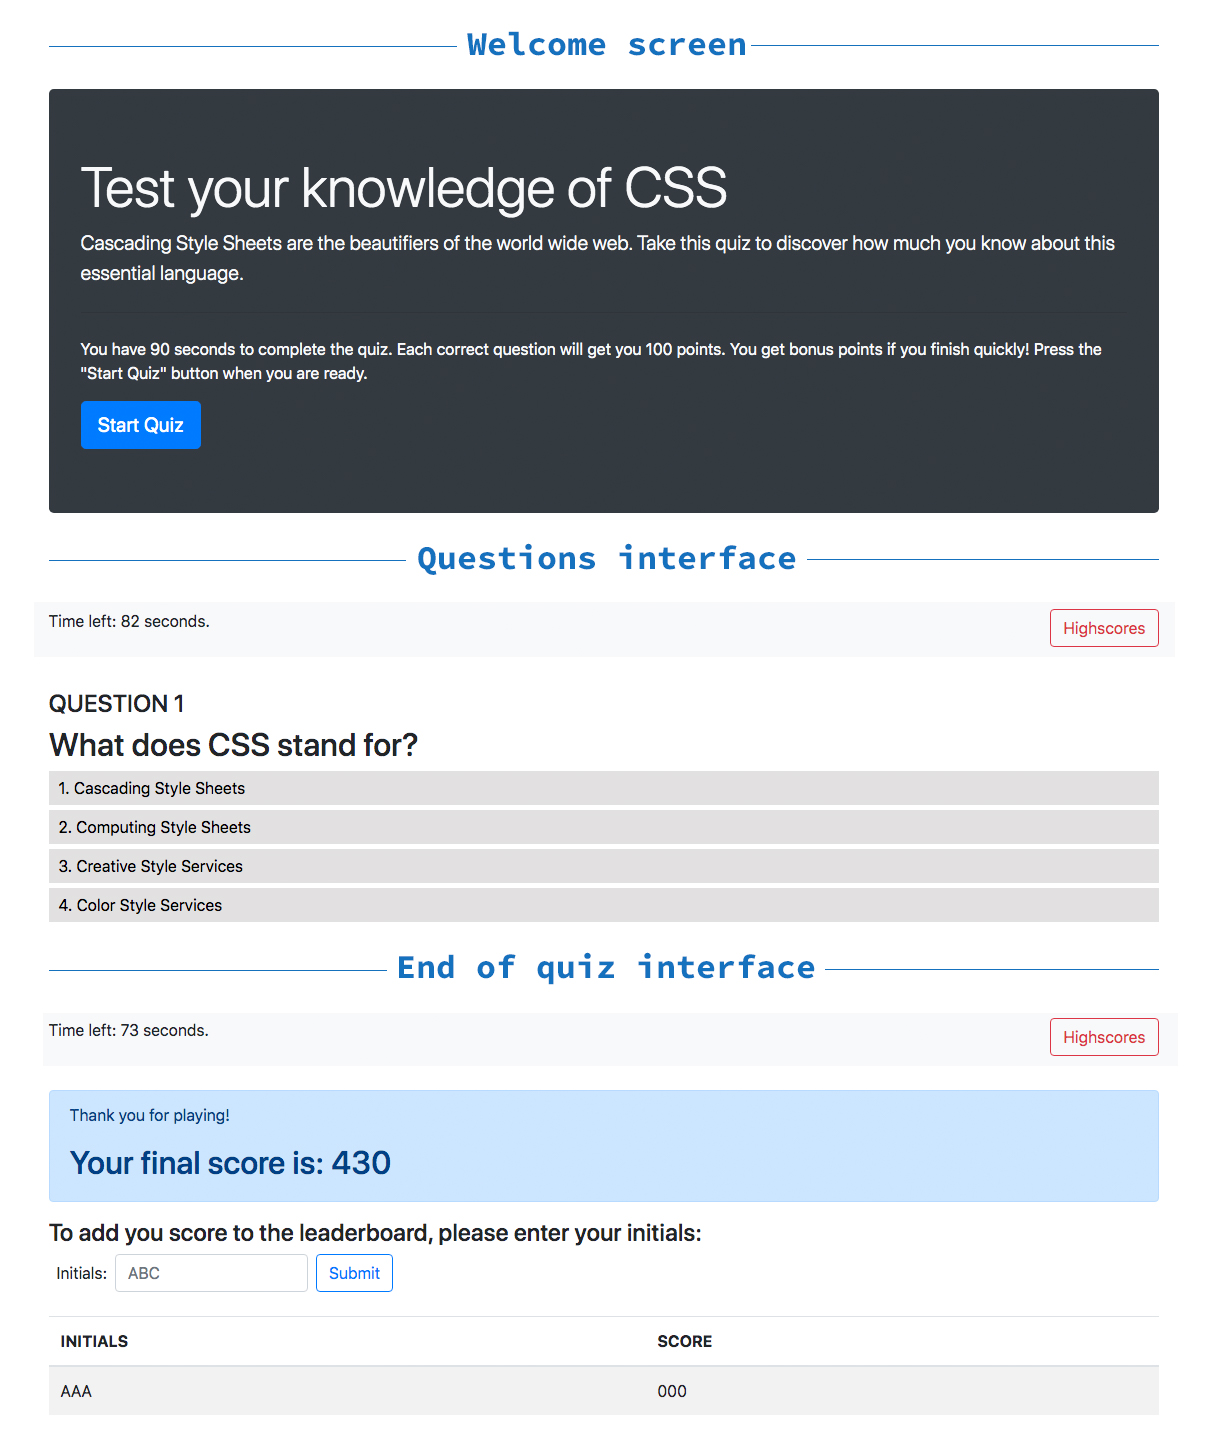 Welcome screen
Test your knowledge of CSS
Cascading Style Sheets are the beautifiers of the world wide web. Take this quiz to discover how much you know about this
essential language.
You have 90 seconds to complete the quiz. Each correct question will get you 100 points. You get bonus points if you finish quickly! Press the
"Start Quiz" button when you are ready.
Start Quiz
Questions interface
Time left: 82 seconds.
Highscores
QUESTION 1
What does CSS stand for?
1. Cascading Style Sheets
2. Computing Style Sheets
3. Creative Style Services
4. Color Style Services
End of quiz interface
Time left: 73 seconds.
Highscores
Thank you for playing!
Your final score is: 430
To add you score to the leaderboard, please enter your initials:
Initials: ABC Submit
INITIALS SCORE
AAA 000